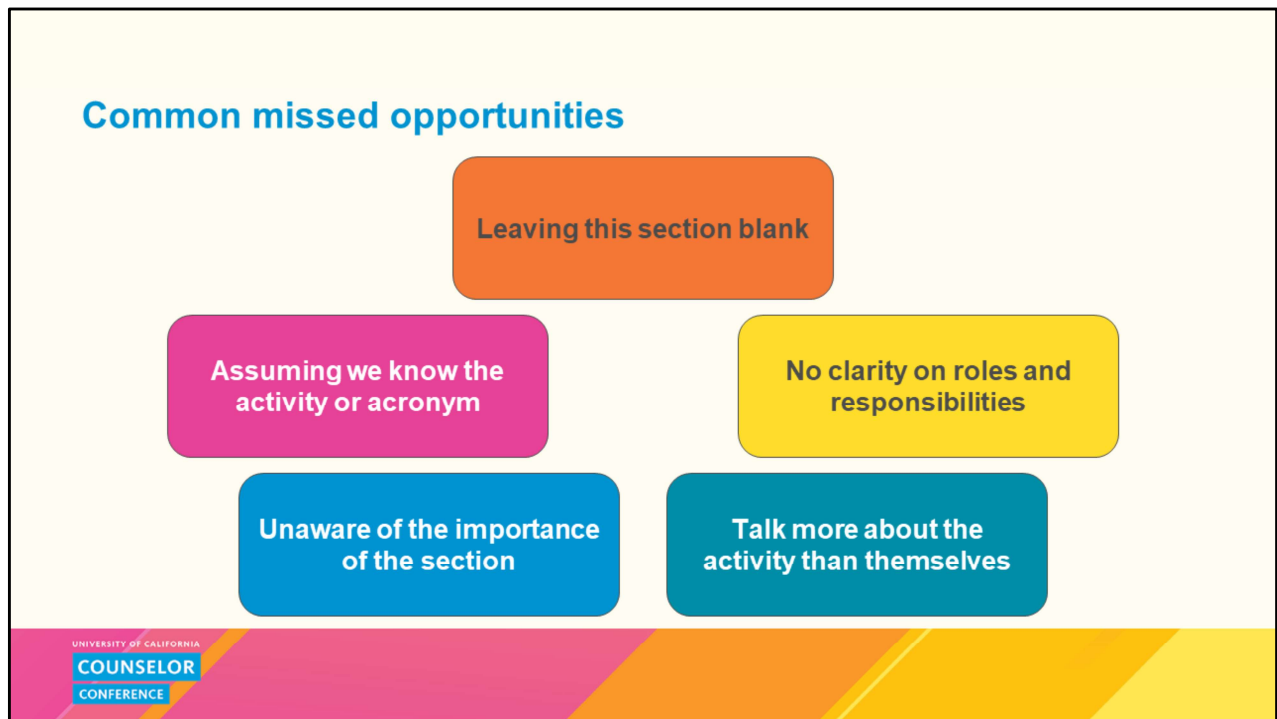 Common missed opportunities
Leaving this section blank
Assuming we know the
activity or acronym
No clarity on roles and
responsibilities
Unaware of the importance
of the section
Talk more about the
activity than themselves
UNIVERSITY OF CALIFORNIA
COUNSELOR
CONFERENCE